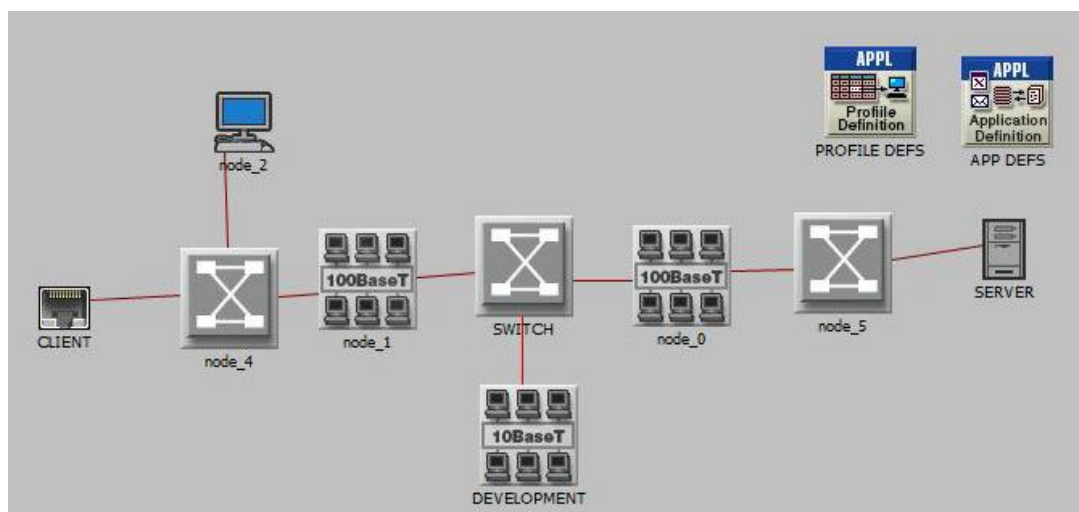 APPL
Profiile
Definition
PROFILE DEFS
APPL
Application
Definition
APP DEFS
node_2
CLIENT
node_4
100BaseT
node_1
SWITCH
100BaseT
node_0
node_5
SERVER
10BaseT
DEVELOPMENT